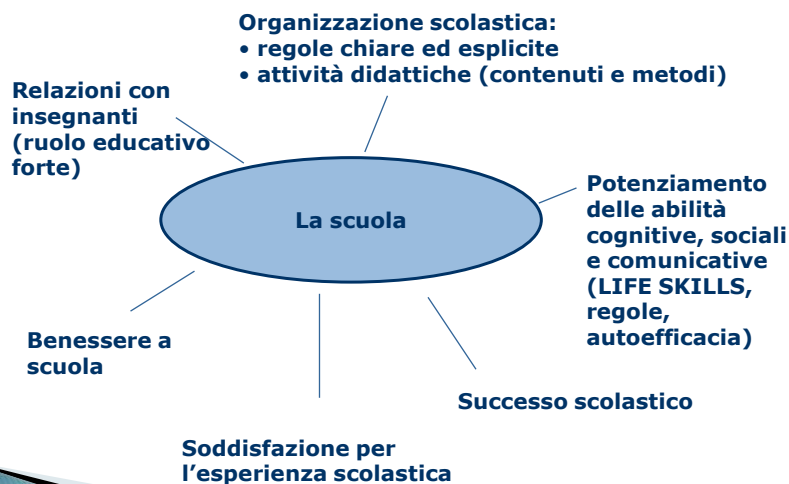 Organizzazione scolastica:
• regole chiare ed esplicite
• attività didattiche (contenuti e metodi)
Relazioni con
insegnanti
(ruolo educativo
forte)
La scuola
Potenziamento
delle abilità
cognitive, sociali
e comunicative
(LIFE SKILLS,
regole,
autoefficacia)
Benessere a
scuola
Successo scolastico
Soddisfazione per
l'esperienza scolastica